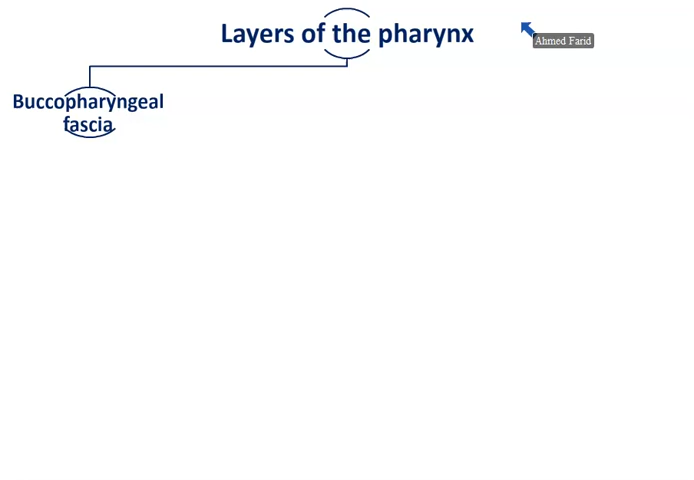 Layers of the pharynx
Ahmed Farid
Buccopharyngeal
fascia